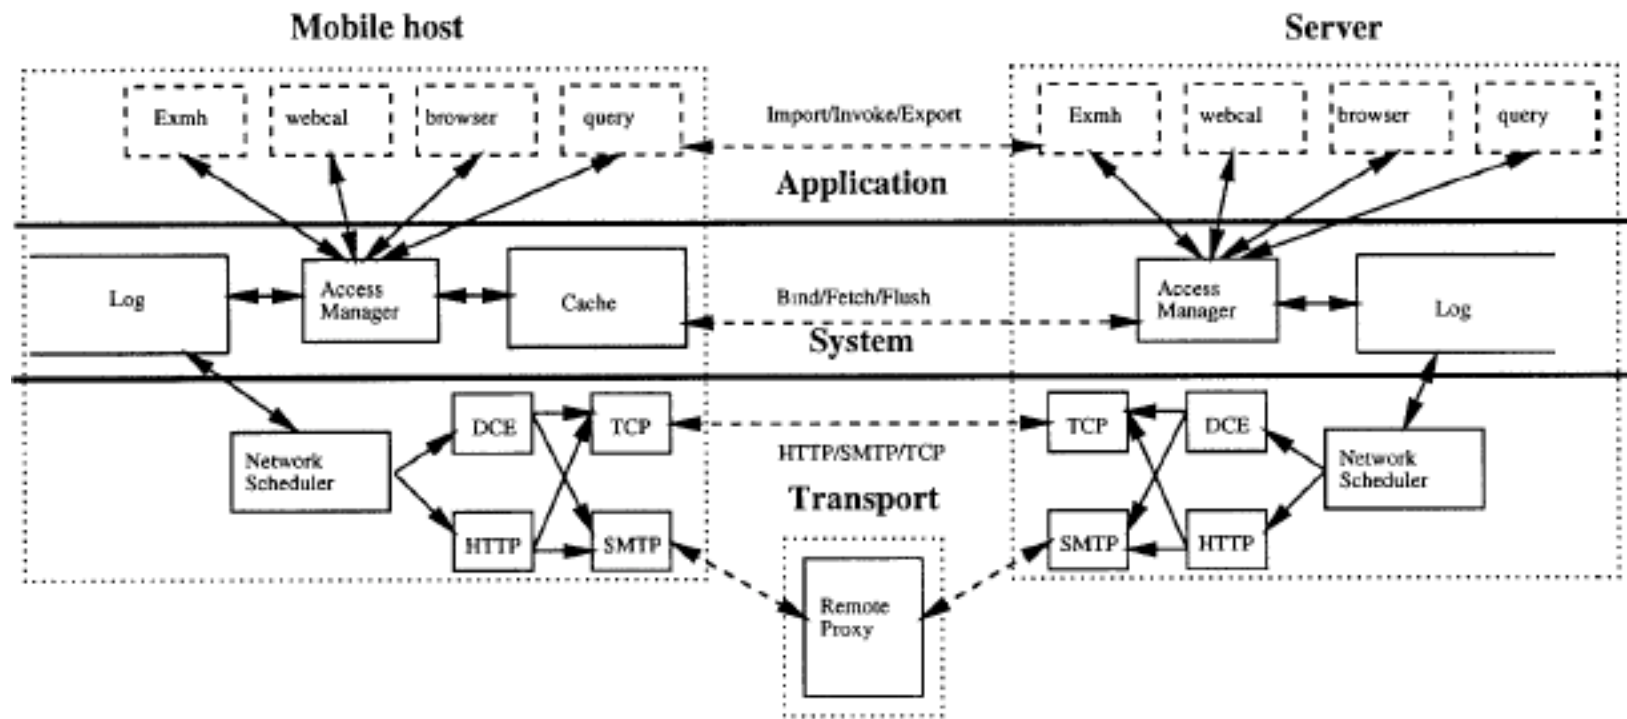 Mobile host
Server
Exmh
webcal
browser
query
Import/Invoke/Export
Exmh
webcal
browser
query
Application
Log
Access
Manager
Cache
Bind/Fetch/Flush
Access
Manager
Log
System
Network
Scheduler
DCE
TCP
HTTP
SMTP
HTTP/SMTP/TCP
TCP
DCE
SMTP
HTTP
Network
Scheduler
Transport
Remote
Proxy